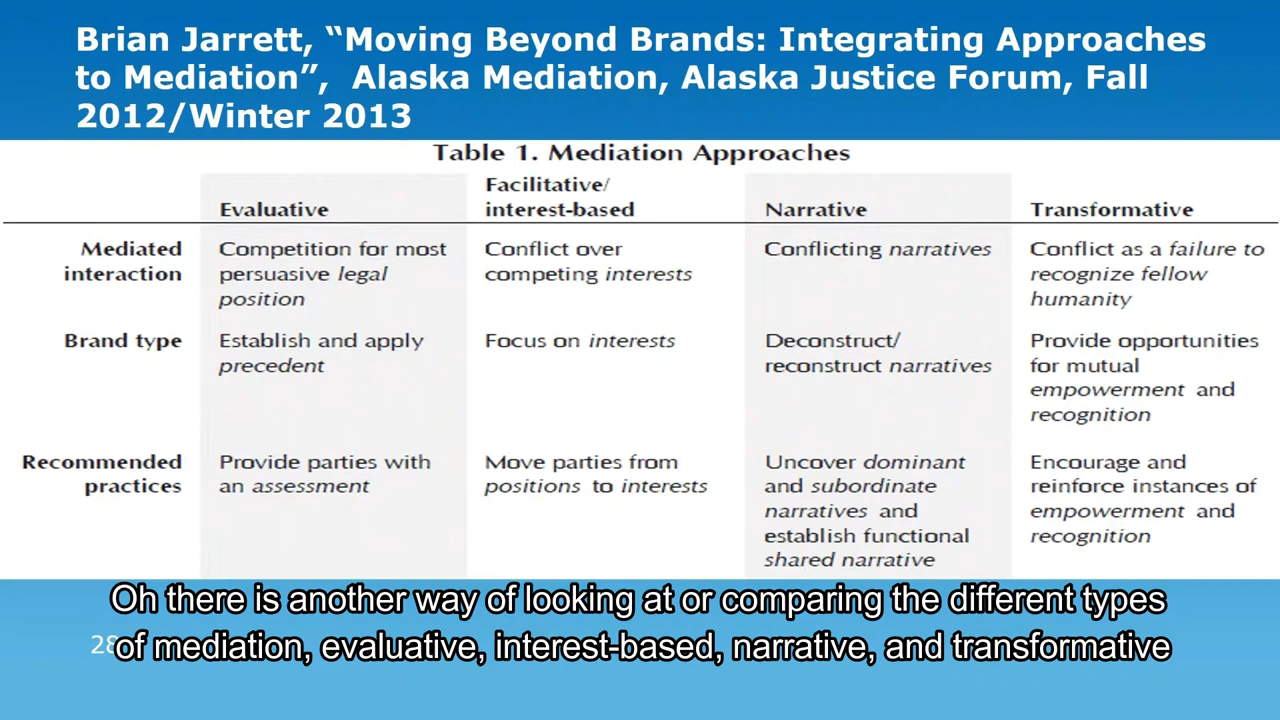 Brian Jarrett, “Moving Beyond Brands: Integrating Approaches
to Mediation”, Alaska Mediation, Alaska Justice Forum, Fall
2012/Winter 2013
Table 1. Mediation Approaches
Evaluative
Facilitative/
interest-based
Narrative
Transformative
Mediated
interaction
Competition for most
persuasive legal
position
Conflict over
competing interests
Conflicting narratives
Conflict as a failure to
recognize fellow
humanity
Brand type
Establish and apply
precedent
Focus on interests
Deconstruct/
reconstruct narratives
Provide opportunities
for mutual
empowerment and
recognition
Recommended
practices
Provide parties with
an assessment
Move parties from
positions to interests
Uncover dominant
and subordinate
narratives and
establish functional
shared narrative
Encourage and
reinforce instances of
empowerment and
recognition
Oh there is another way of looking at or comparing the different types
28
of mediation, evaluative, interest-based, narrative, and transformative